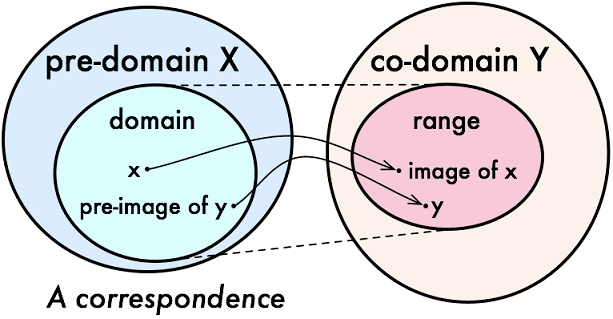 pre-domain X
co-domain Y
domain
range
x
image of x
pre-image of y
y
A correspondence